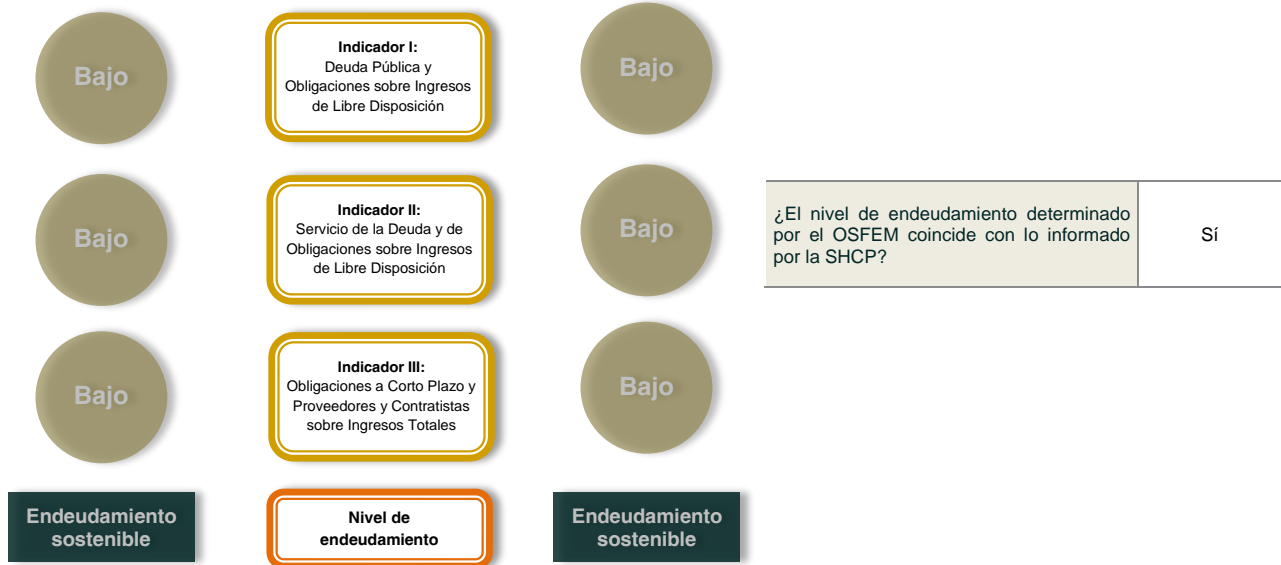 Bajo
Indicador I:
Deuda Pública y
Obligaciones sobre Ingresos
de Libre Disposición
Bajo
Bajo
Indicador II:
Servicio de la Deuda y de
Obligaciones sobre Ingresos
de Libre Disposición
Bajo
¿El nivel de endeudamiento determinado
por el OSFEM coincide con lo informado
por la SHCP?
Sí
Bajo
Indicador III:
Obligaciones a Corto Plazo y
Proveedores y Contratistas
sobre Ingresos Totales
Bajo
Endeudamiento
sostenible
Nivel de
endeudamiento
Endeudamiento
sostenible